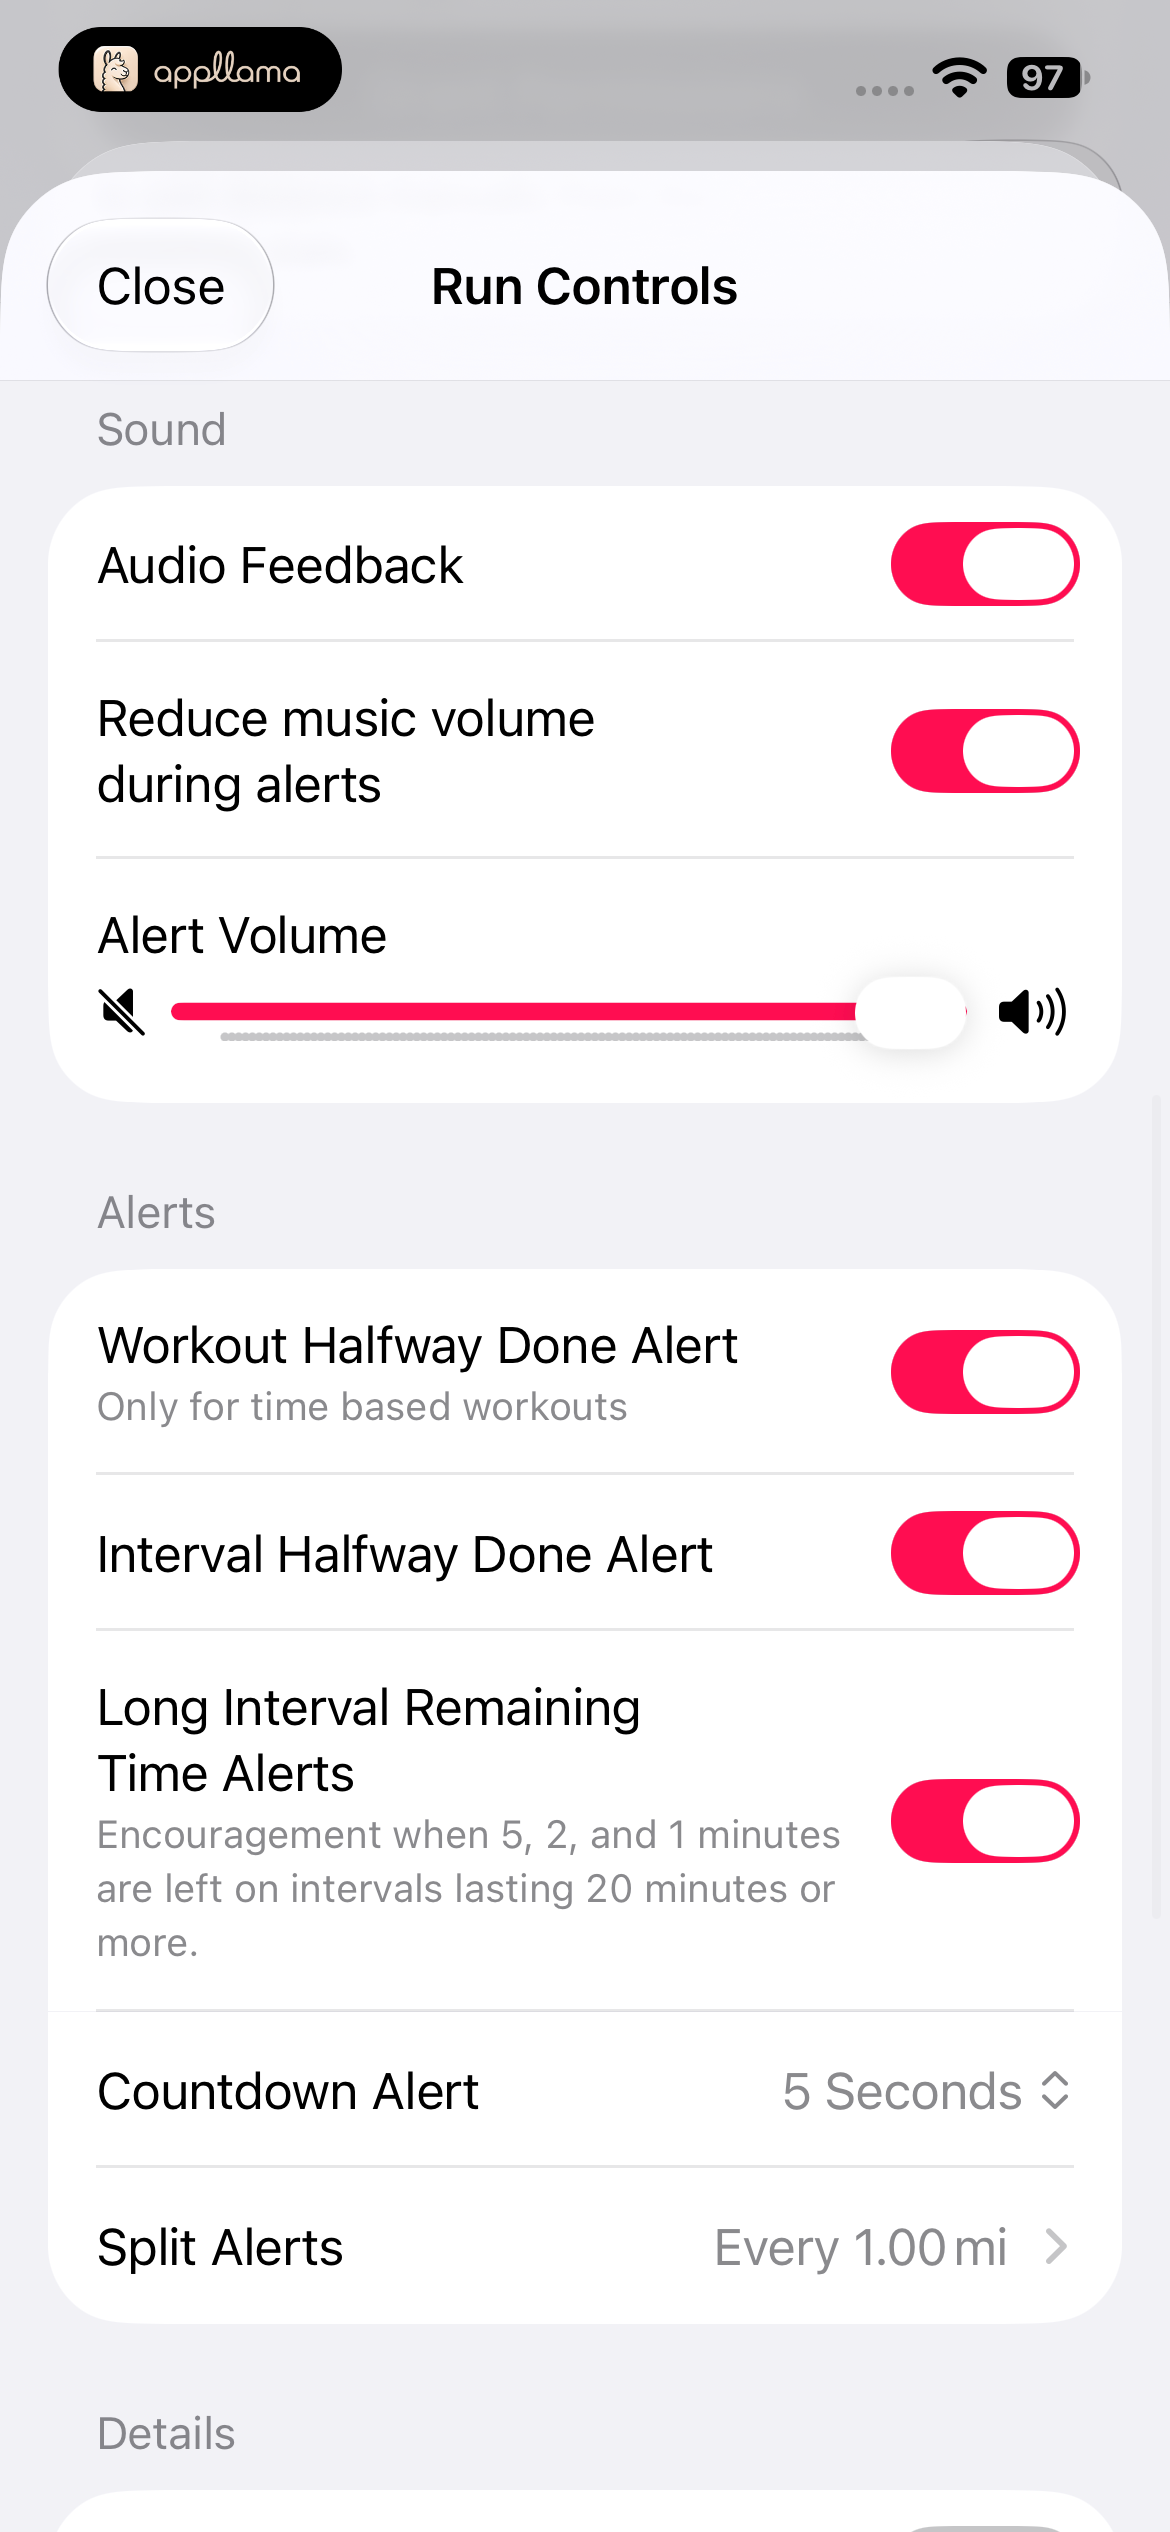 appllama
97
Close
Run Controls
Sound
Audio Feedback
Reduce music volume
during alerts
Alert Volume
Alerts
Workout Halfway Done Alert
Only for time based workouts
Interval Halfway Done Alert
Long Interval Remaining
Time Alerts
Encouragement when 5, 2, and 1 minutes
are left on intervals lasting 20 minutes or
more.
Countdown Alert
5 Seconds
Split Alerts
Every 1.00 mi
Details